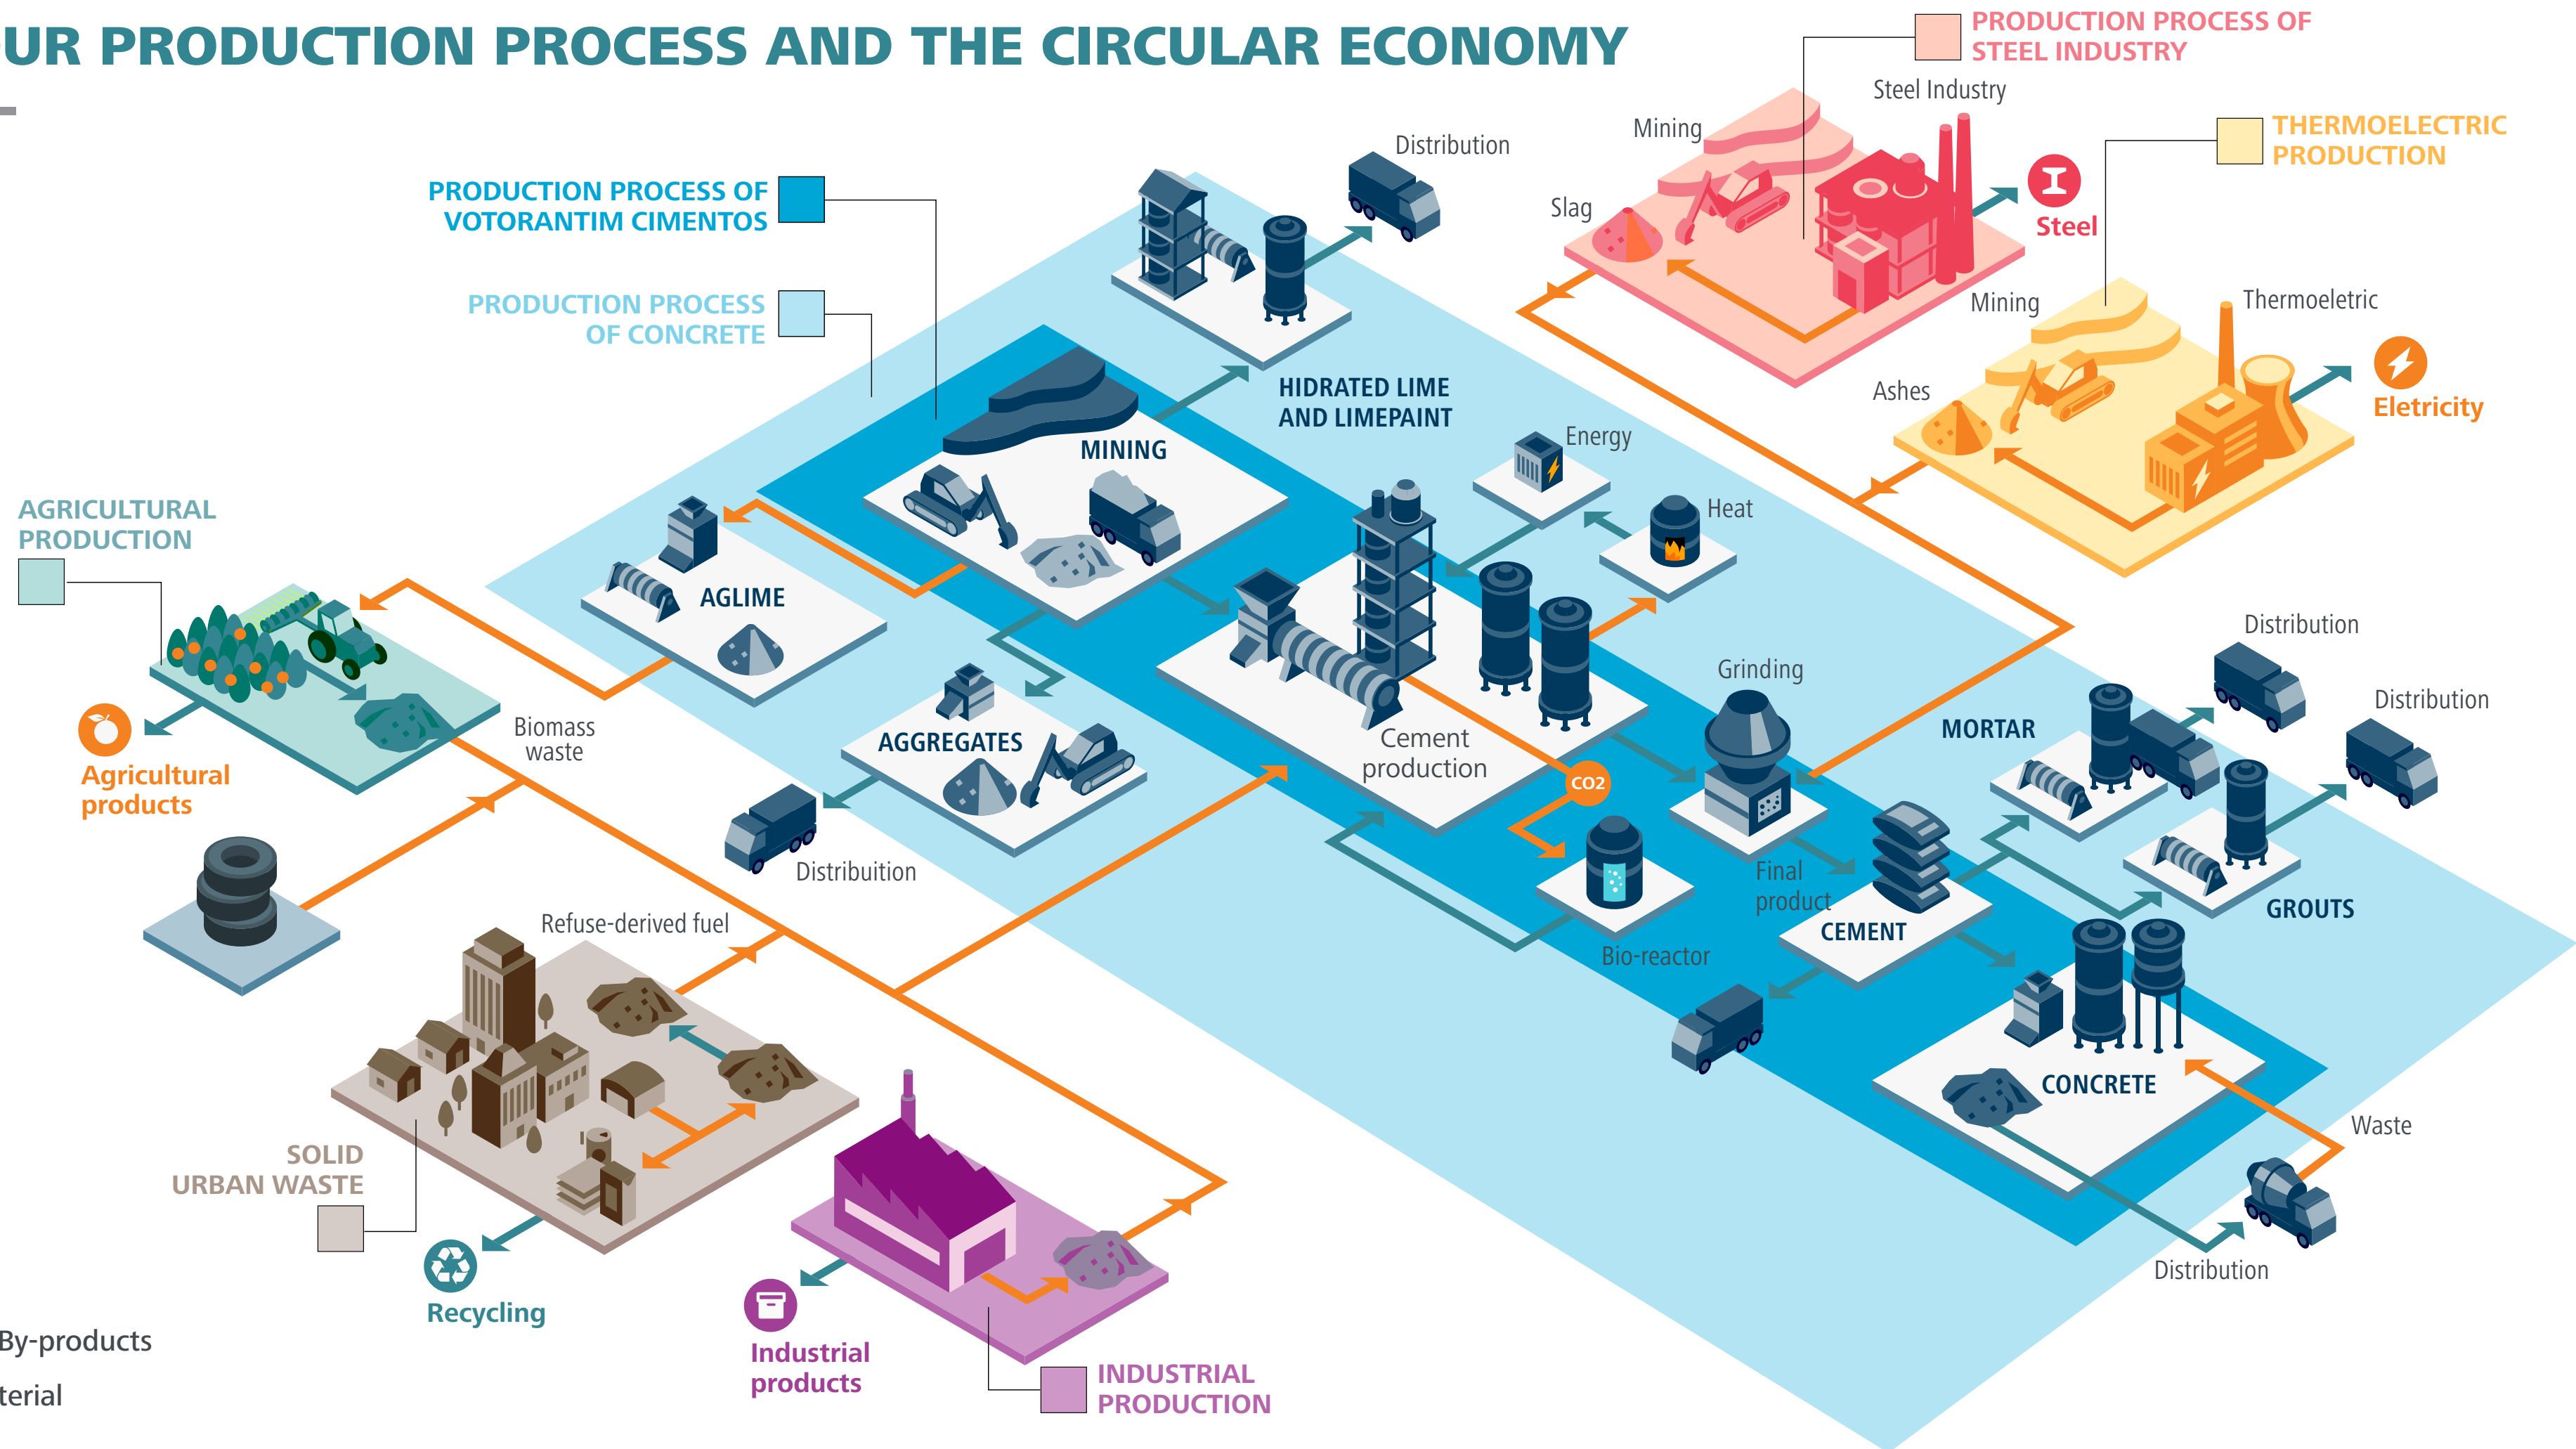 UR PRODUCTION PROCESS AND THE CIRCULAR ECONOMY
PRODUCTION PROCESS OF
STEEL INDUSTRY
Steel Industry
Mining
Slag
Steel
THERMOELECTRIC
PRODUCTION
Mining
Thermoeletric
Ashes
Eletricity
Distribution
PRODUCTION PROCESS OF
VOTORANTIM CIMENTOS
PRODUCTION PROCESS
OF CONCRETE
HIDRATED LIME
AND LIMEPAINT
MINING
Energy
Heat
AGRICULTURAL
PRODUCTION
AGLIME
Biomass
waste
Agricultural
products
AGGREGATES
Distribuition
Cement
production
CO2
Grinding
Bio-reactor
Final
product
CEMENT
MORTAR
Distribution
Distribution
GROUTS
CONCRETE
Waste
Distribution
Refuse-derived fuel
SOLID
URBAN WASTE
Recycling
Industrial
products
INDUSTRIAL
PRODUCTION
By-products
terial